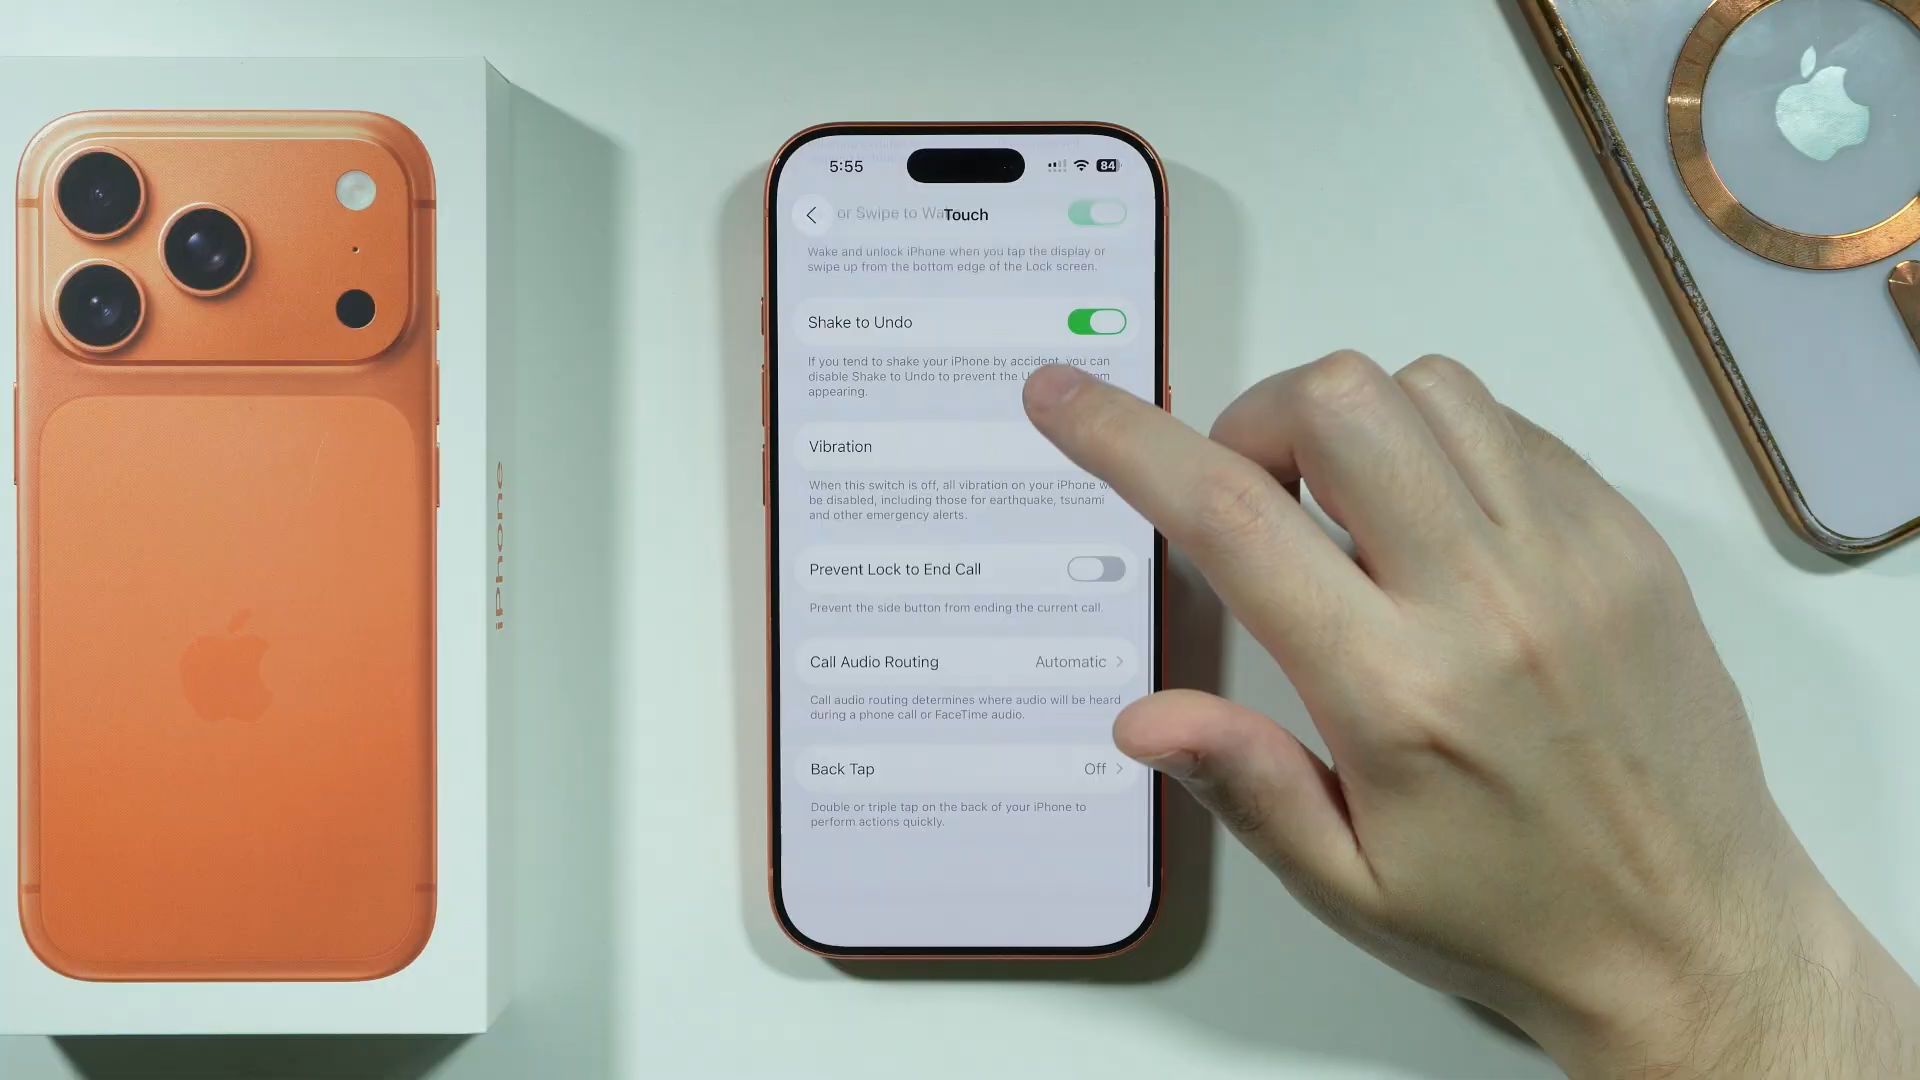 5:55
84
or Swipe to
Touch
Wake and unlock iPhone when you tap the display or
swipe up from the bottom edge of the Lock screen.
Shake to Undo
If you tend to shake your iPhone by accident, you can
disable Shake to Undo to prevent the
appearing.
Vibration
When this switch is off, all vibration on your iPhone
be disabled, including those for earthquake, tsunami
and other emergency alerts.
Prevent Lock to End Call
Prevent the side button from ending the current call.
Call Audio Routing
Automatic
Call audio routing determines where audio will be heard
during a phone call or FaceTime audio.
Back Tap
Off
Double or triple tap on the back of your iPhone to
perform actions quickly.
iPhone